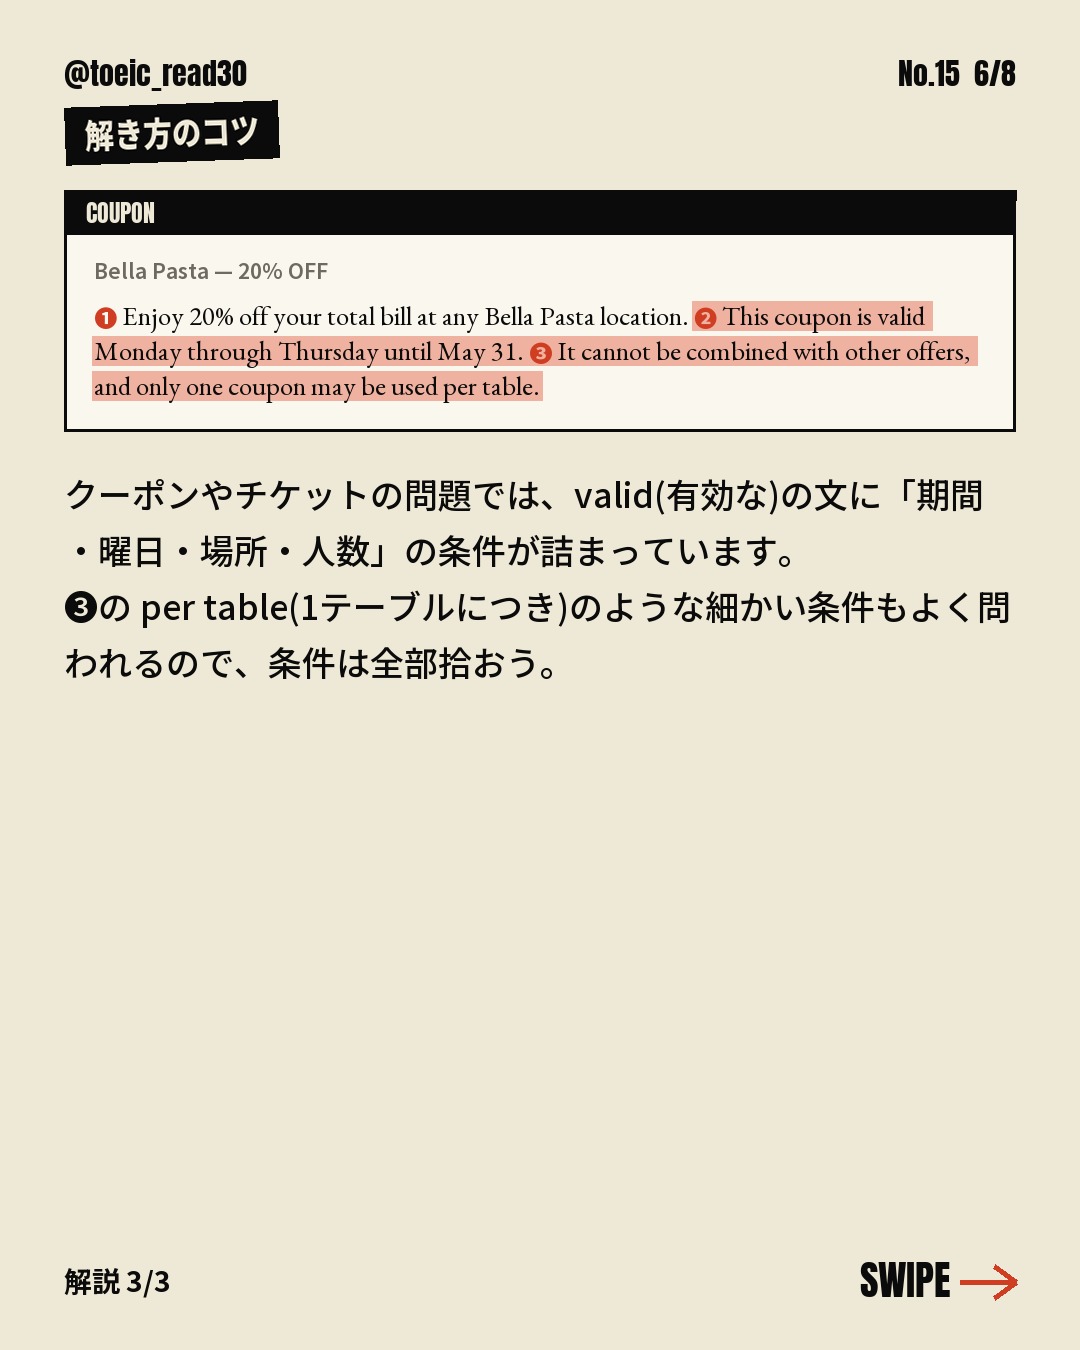 @toeic_read30
No.15 6/8
解き方のコツ
COUPON
Bella Pasta — 20% OFF
❶ Enjoy 20% off your total bill at any Bella Pasta location. ❷ This coupon is valid
Monday through Thursday until May 31. ❸ It cannot be combined with other offers,
and only one coupon may be used per table.
クーポンやチケットの問題では、valid(有効な)の文に「期間
・曜日・場所・人数」の条件が詰まっています。
❸の per table(1テーブルにつき)のような細かい条件もよく問
われるので、条件は全部拾おう。
解説 3/3
SWIPE